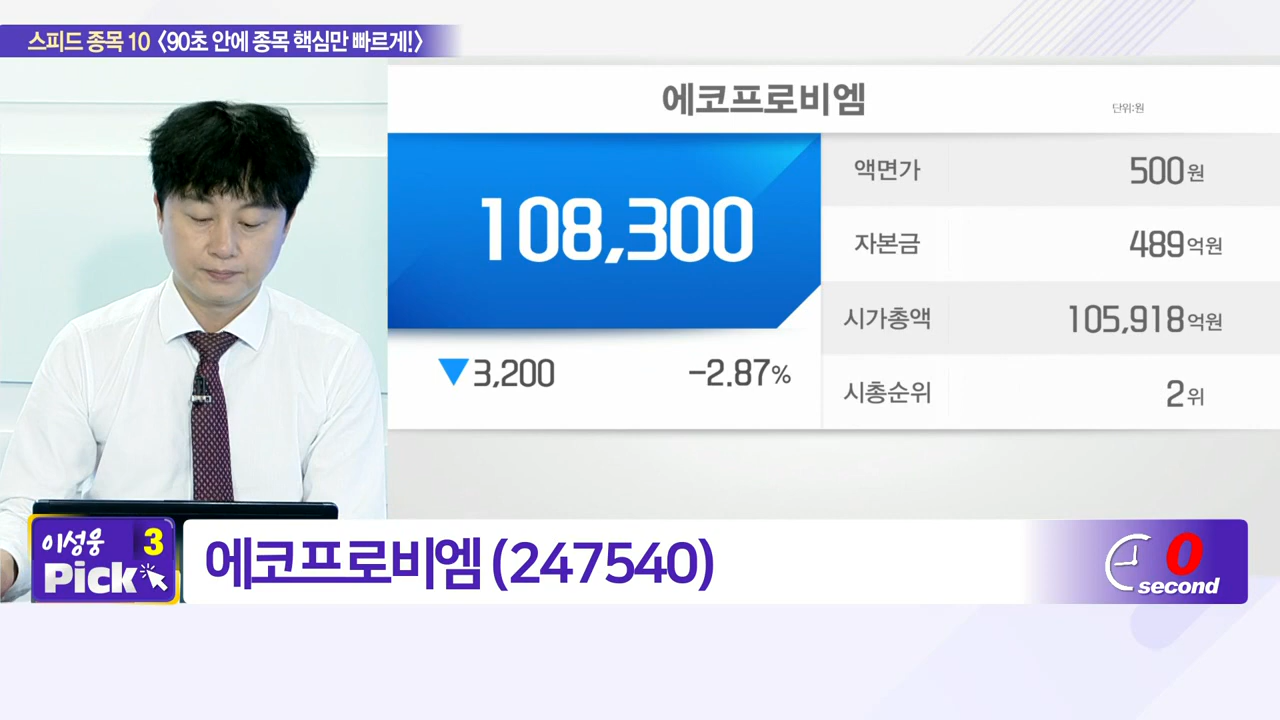 스피드 종목 10 <90초 안에 종목 핵심만 빠르게!>
에코프로비엠
단위:원
108,300
▼3,200 -2.87%
액면가 500원
자본금 489억원
시가총액 105,918억원
시총순위 2위
이성웅 3
Pick
에코프로비엠 (247540)
0
second